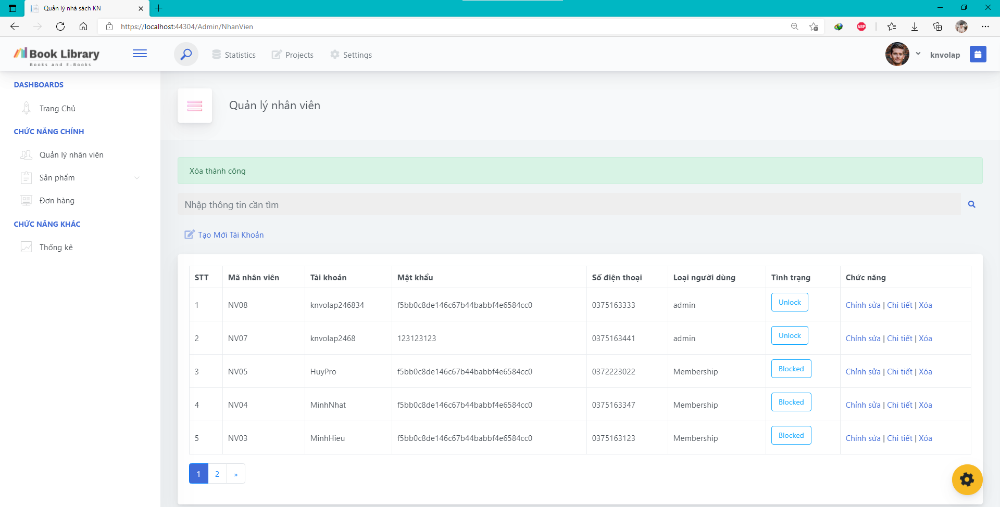 Quản lý nhà sách KN
https://localhost:44304/Admin/NhanVien
ABP
Book Library
Books and E-Books
Statistics
Projects
Settings
knvolap
DASHBOARDS
Trang Chủ
CHỨC NĂNG CHÍNH
Quản lý nhân viên
Sản phẩm
Đơn hàng
CHỨC NĂNG KHÁC
Thống kê
Quản lý nhân viên
Xóa thành công
Nhập thông tin cần tìm
Tạo Mới Tài Khoản
STT Mã nhân viên Tài khoản Mật khẩu Số điện thoại Loại người dùng Tình trạng Chức năng
1 NV08 knvolap246834 f5bb0c8de146c67b44babbf4e6584cc0 0375163333 admin Unlock Chỉnh sửa | Chi tiết | Xóa
2 NV07 knvolap2468 123123123 0375163441 admin Unlock Chỉnh sửa | Chi tiết | Xóa
3 NV05 HuyPro f5bb0c8de146c67b44babbf4e6584cc0 0372223022 Membership Blocked Chỉnh sửa | Chi tiết | Xóa
4 NV04 MinhNhat f5bb0c8de146c67b44babbf4e6584cc0 0375163347 Membership Blocked Chỉnh sửa | Chi tiết | Xóa
5 NV03 MinhHieu f5bb0c8de146c67b44babbf4e6584cc0 0375163123 Membership Blocked Chỉnh sửa | Chi tiết | Xóa
1 2 »